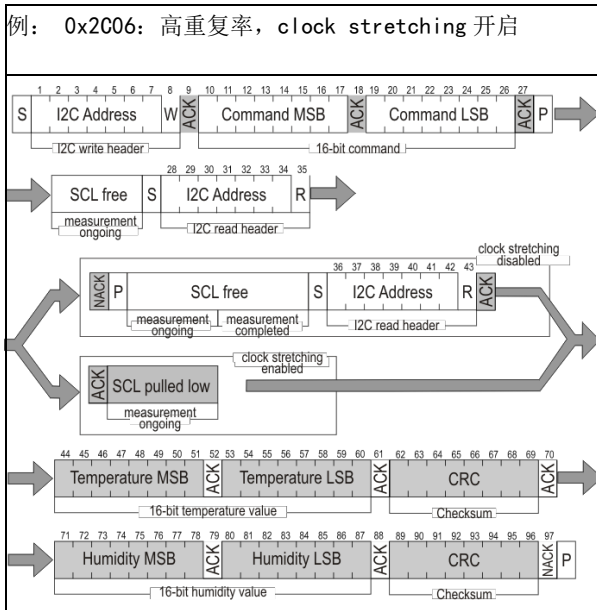 例： 0x2C06：高重复率，clock stretching 开启
1 2 3 4 5 6 7 8 9 10 11 12 13 14 15 16 17 18 19 20 21 22 23 24 25 26 27
S I2C Address W ACK Command MSB ACK Command LSB ACK P
I2C write header 16-bit command
28 29 30 31 32 33 34 35
SCL free S I2C Address R
measurement ongoing I2C read header
clock stretching disabled
36 37 38 39 40 41 42 43
NACK P SCL free S I2C Address R ACK
measurement ongoing measurement completed I2C read header
clock stretching enabled
ACK SCL pulled low
measurement ongoing
44 45 46 47 48 49 50 51 52 53 54 55 56 57 58 59 60 61 62 63 64 65 66 67 68 69 70
Temperature MSB ACK Temperature LSB ACK CRC ACK
16-bit temperature value Checksum
71 72 73 74 75 76 77 78 79 80 81 82 83 84 85 86 87 88 89 90 91 92 93 94 95 96 97
Humidity MSB ACK Humidity LSB ACK CRC NACK P
16-bit humidity value Checksum